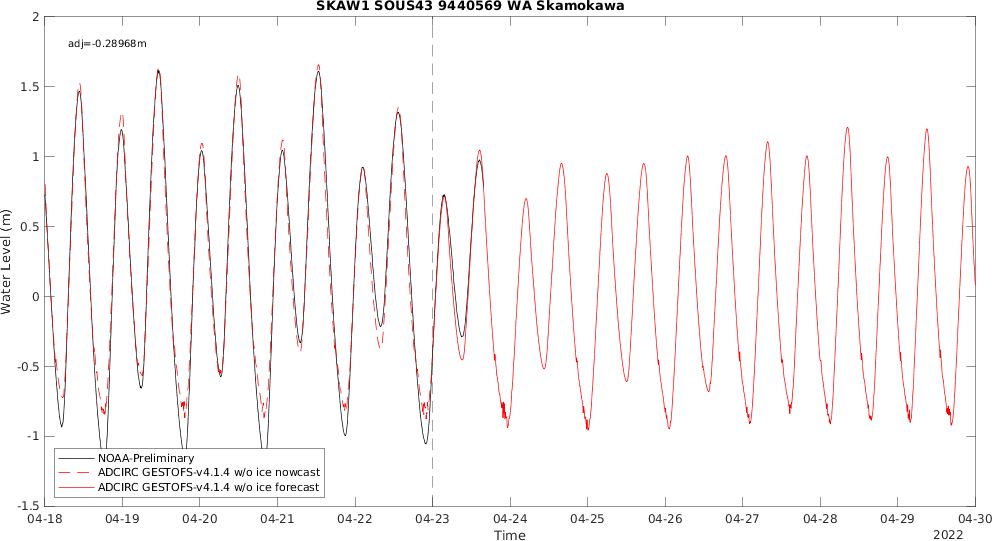 SKAW1 SOUS43 9440569 WA Skamokawa
adj=-0.28968m
Water Level (m)
2
1.5
1
0.5
0
-0.5
-1
-1.5
NOAA-Preliminary
ADCIRC GESTOFS-v4.1.4 w/o ice nowcast
ADCIRC GESTOFS-v4.1.4 w/o ice forecast
04-18 04-19 04-20 04-21 04-22 04-23 04-24 04-25 04-26 04-27 04-28 04-29 04-30
Time
2022